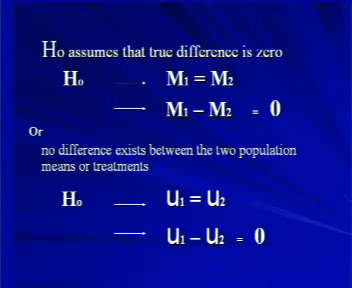 Ho assumes that true difference is zero
Ho → M1 = M2
→ M1 – M2 = 0
Or
no difference exists between the two population
means or treatments
Ho → U1 = U2
→ U1 – U2 = 0